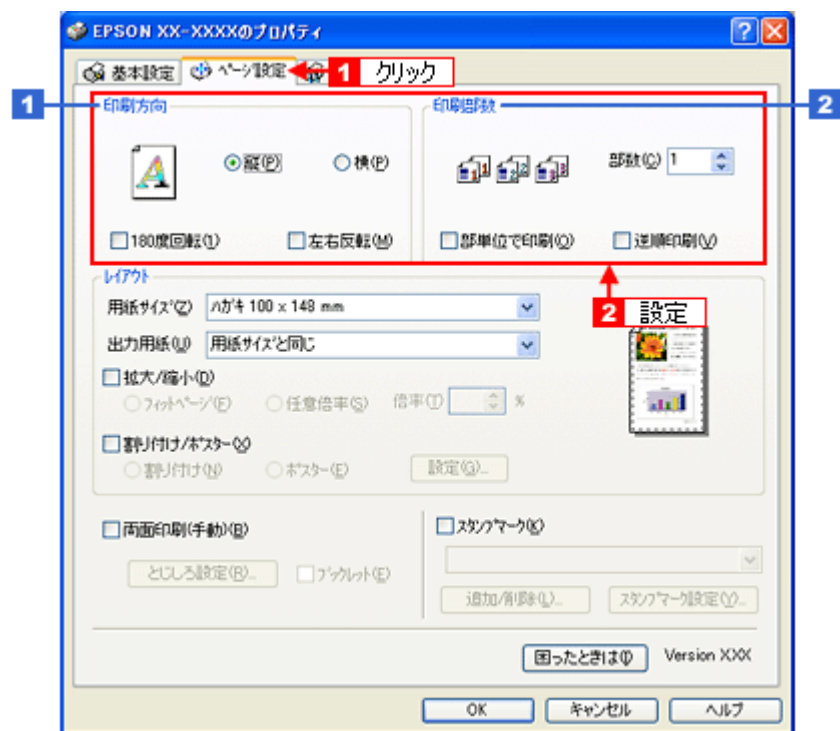 EPSON XX-XXXXのプロパティ
基本設定 ページ設定 1 クリック
1 印刷方向 印刷部数 2
縦(P) 横(P) 部数(C) 1
180度回転(1) 左右反転(M) 部単位で印刷(O) 逆順印刷(V)
レイアウト
2 設定
用紙サイズ(Z) ハガキ 100 x 148 mm
出力用紙(U) 用紙サイズと同じ
拡大/縮小(D)
フィットページ(F) 任意倍率(S) 倍率(T) %
割り付け/ポスター(X)
割り付け(N) ポスター(E) 設定(G)...
両面印刷(手動)(B) スタンプマーク(K)
とじしろ設定(R)... ブックレット(E)
追加/削除(L)... スタンプマーク設定(Y)...
困ったときは(I) Version XXX
OK キャンセル ヘルプ